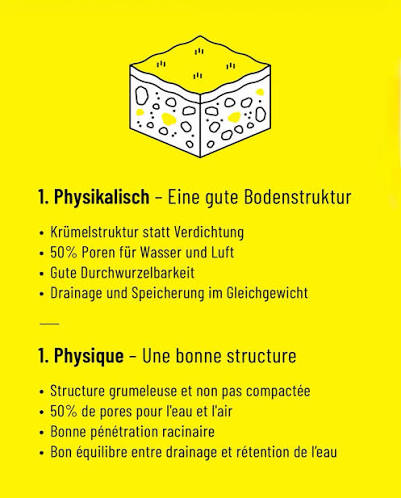 1. Physikalisch – Eine gute Bodenstruktur
• Krümelstruktur statt Verdichtung
• 50% Poren für Wasser und Luft
• Gute Durchwurzelbarkeit
• Drainage und Speicherung im Gleichgewicht
1. Physique – Une bonne structure
• Structure grumeleuse et non pas compactée
• 50% de pores pour l'eau et l'air
• Bonne pénétration racinaire
• Bon équilibre entre drainage et rétention de l'eau